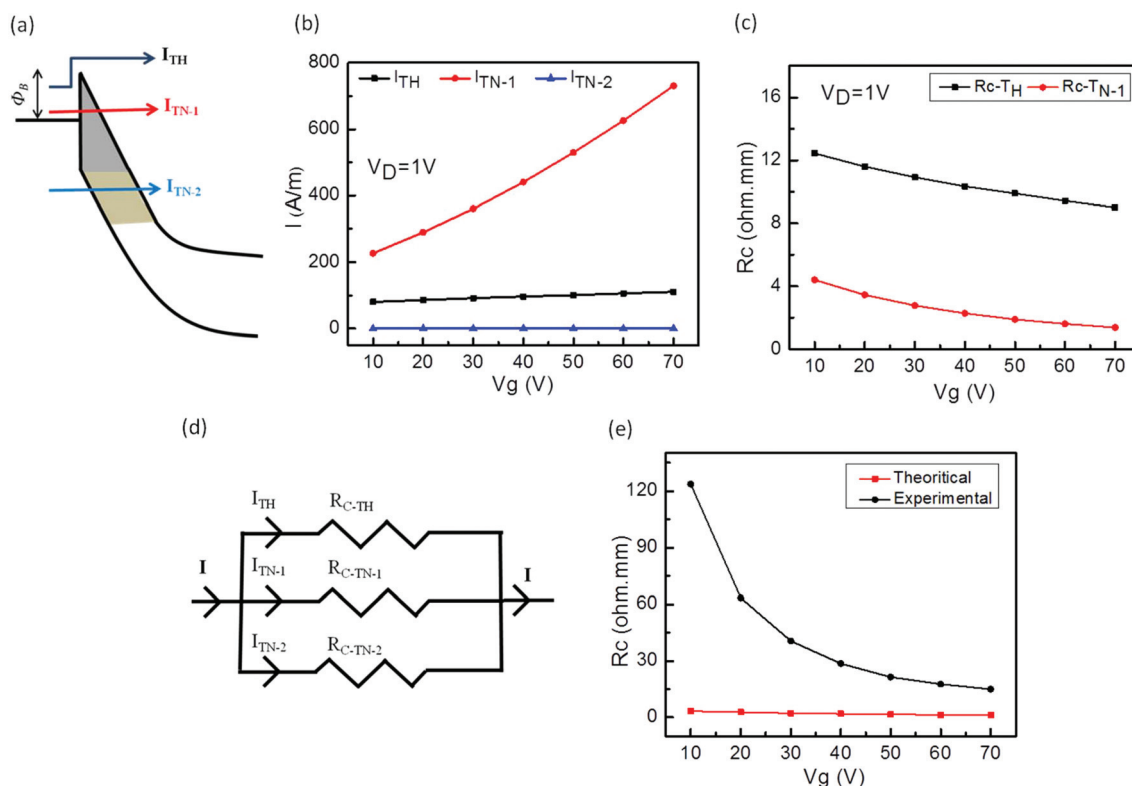 (a)
Φ_B
I_TH
I_TN-1
I_TN-2
(b)
I_TH I_TN-1 I_TN-2
V_D=1V
I (A/m)
800
600
400
200
0
10 20 30 40 50 60 70
Vg (V)
(c)
V_D=1V
Rc-T_H Rc-T_N-1
Rc (ohm.mm)
16
12
8
4
0
10 20 30 40 50 60 70
Vg (V)
(d)
I_TH R_C-TH
I I_TN-1 R_C-TN-1 I
I_TN-2 R_C-TN-2
(e)
Theoritical
Experimental
Rc (ohm.mm)
120
90
60
30
0
10 20 30 40 50 60 70
Vg (V)